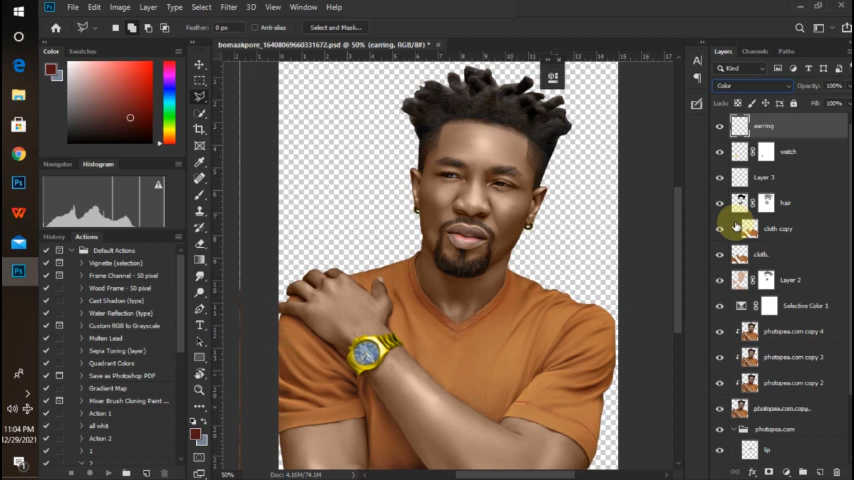 File Edit Image Layer Type Select Filter 3D View Window Help
Feather: 0 px Anti-alias Select and Mask...
bomaakpore_16408069660331672.psd @ 50% (earring, RGB/8#) *
Color Swatches
Navigator Histogram
History Actions
Default Actions
Vignette (selection)
Frame Channel - 50 pixel
Wood Frame - 50 pixel
Cast Shadow (type)
Water Reflection (type)
Custom RGB to Grayscale
Molten Lead
Sepia Toning (layer)
Quadrant Colors
Save as Photoshop PDF
Gradient Map
Mixer Brush Cloning Paint ...
Action 1
all whit
Action 2
1
2
Layers Channels Paths
Kind
Color Opacity: 100%
Lock: Fill: 100%
earring
watch
Layer 3
hair
cloth copy
cloth
Layer 2
Selective Color 1
photopea.com copy 4
photopea.com copy 3
photopea.com copy 2
photopea.com copy
photopea.com
lip
50% Doc: 4.16M/74.1M
11:04 PM
12/29/2021